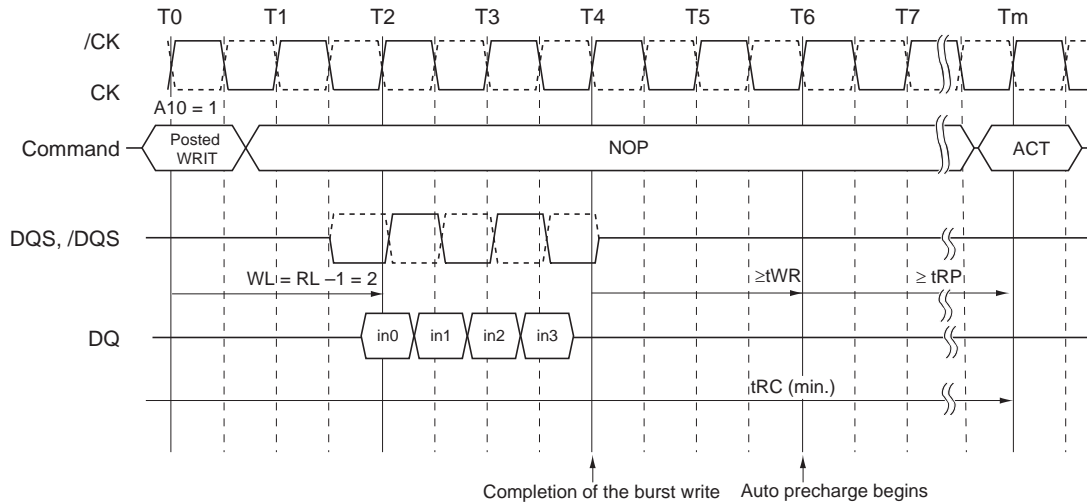 T0 T1 T2 T3 T4 T5 T6 T7 Tm
/CK
CK
A10 = 1
Command
Posted
WRIT
NOP
ACT
DQS, /DQS
WL = RL –1 = 2
≥tWR
≥ tRP
DQ
in0 in1 in2 in3
tRC (min.)
Completion of the burst write
Auto precharge begins